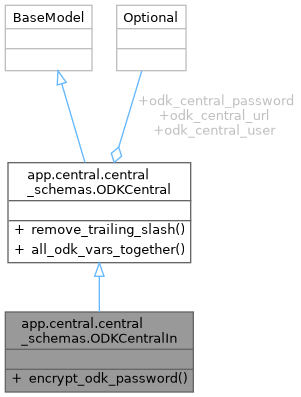 BaseModel
Optional
+odk_central_password
+odk_central_url
+odk_central_user
app.central.central
_schemas.ODKCentral
+ remove_trailing_slash()
+ all_odk_vars_together()
app.central.central
_schemas.ODKCentralIn
+ encrypt_odk_password()